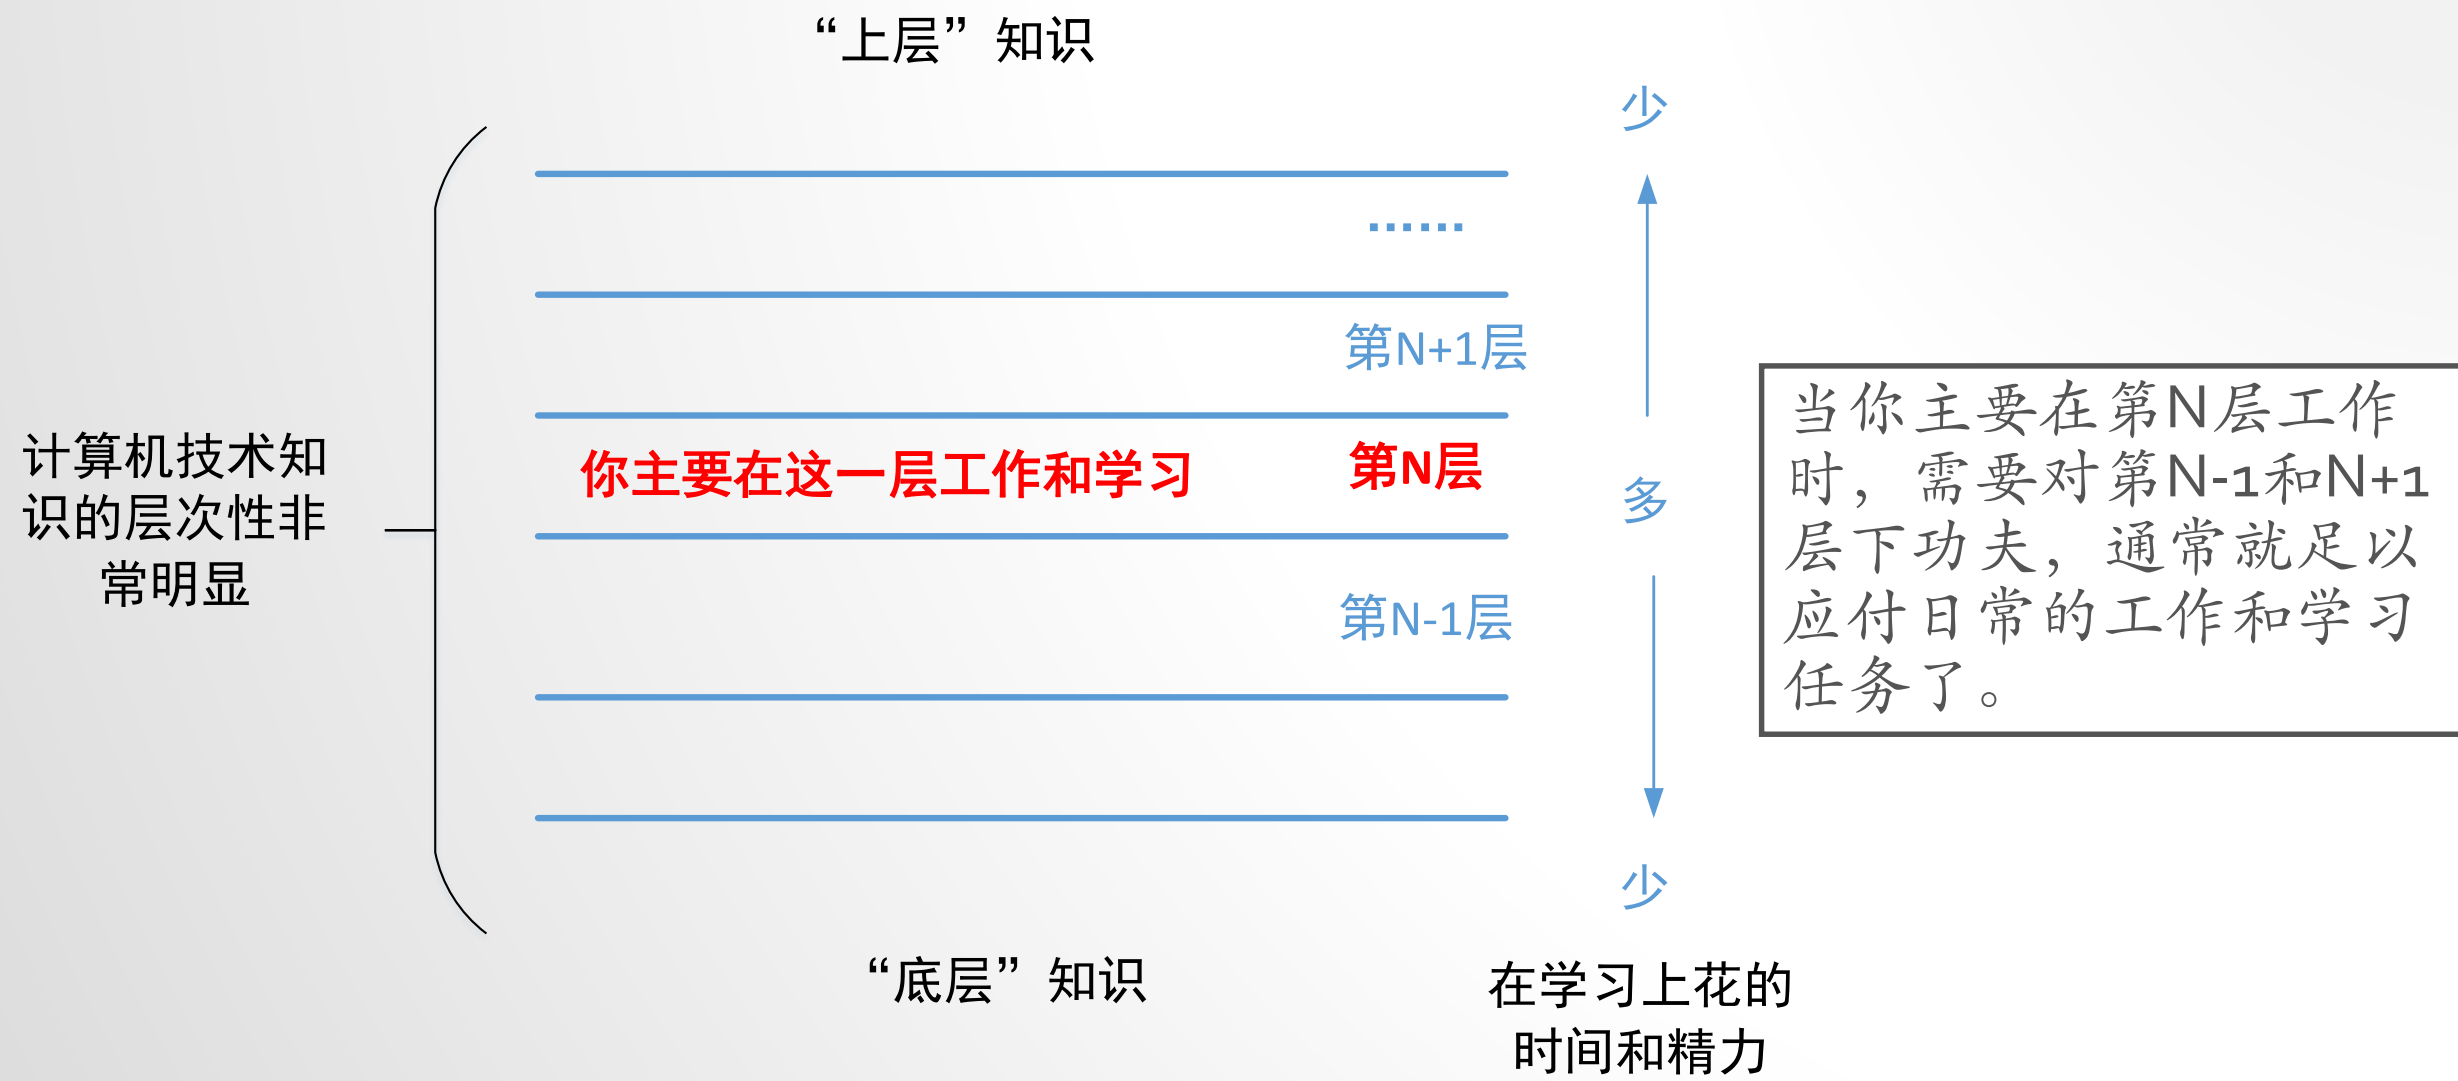 “上层”知识
少
……
第N+1层
计算机技术知
识的层次性非
常明显
你主要在这一层工作和学习
第N层
多
当你主要在第N层工作
时，需要对第N-1和N+1
层下功夫，通常就足以
应付日常的工作和学习
任务了。
第N-1层
少
“底层”知识
在学习上花的
时间和精力